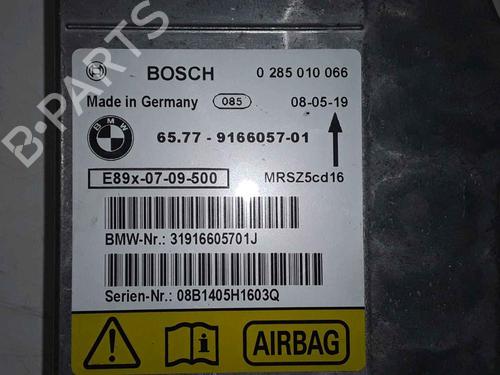 BOSCH 0 285 010 066
Made in Germany 085 08-05-19
BMW 65.77 - 9166057-01
E89x-07-09-500 MRSZ5cd16
BMW-Nr.: 31916605701J
Serien-Nr.: 08B1405H1603Q
AIRBAG
B-PARTS